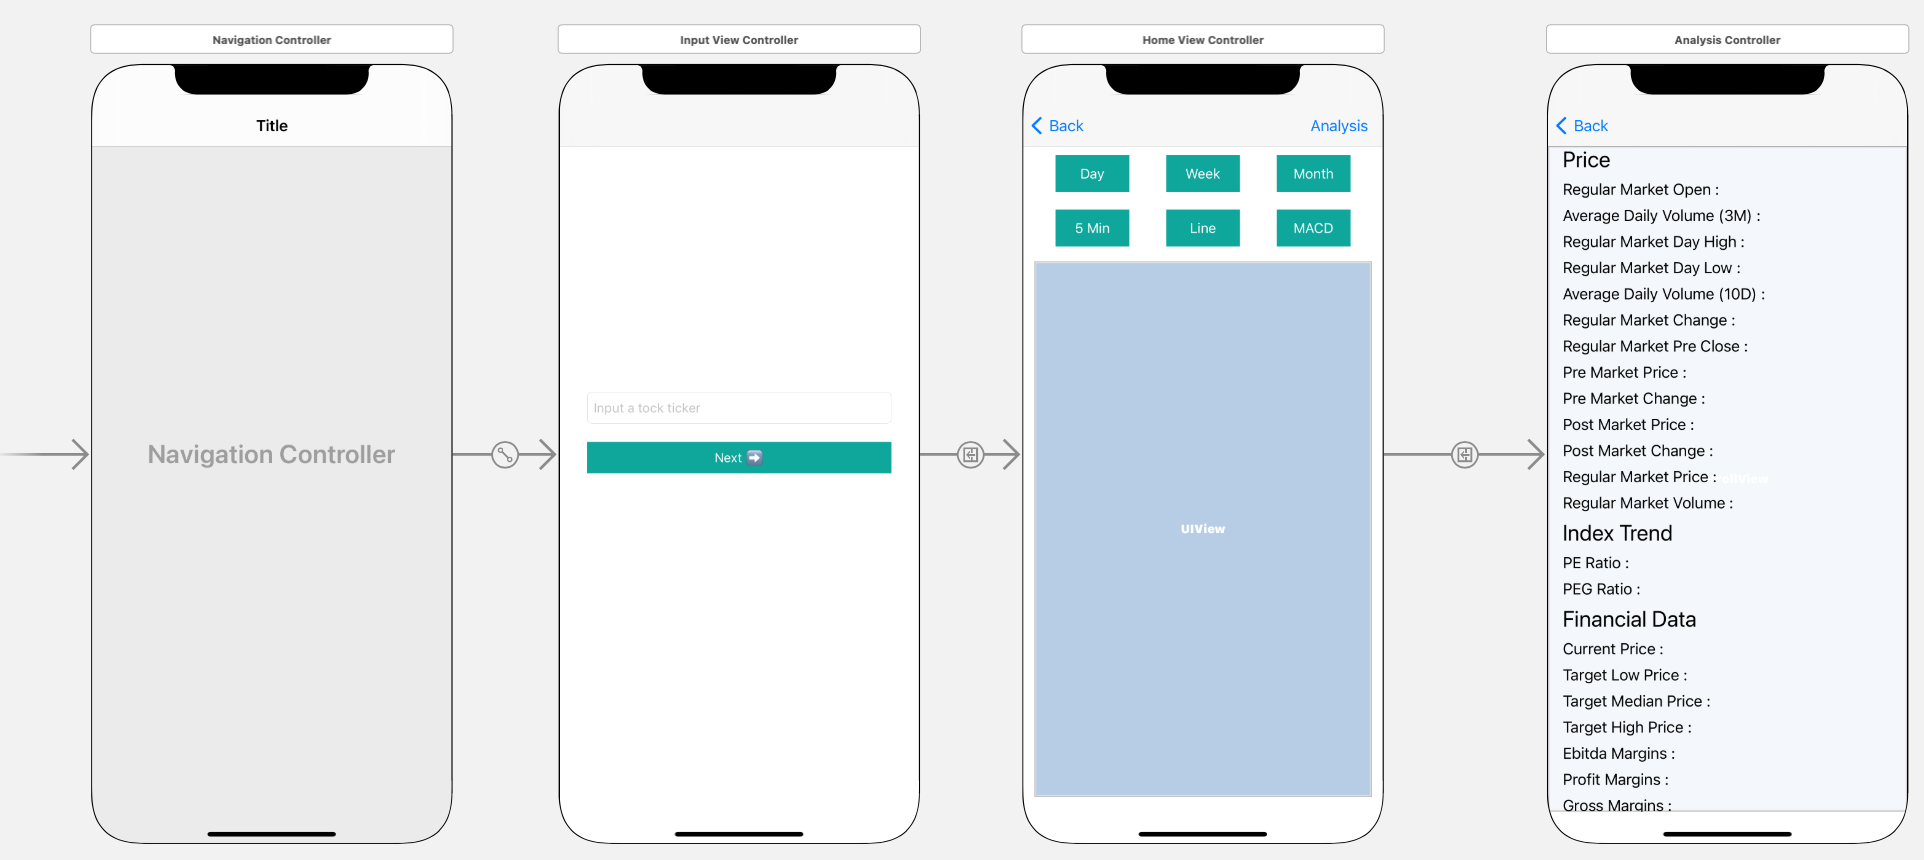 Navigation Controller
Title
Navigation Controller
Input View Controller
Input a tock ticker
Next ➡️
Home View Controller
Back
Analysis
Day
Week
Month
5 Min
Line
MACD
UIView
Analysis Controller
Back
Price
Regular Market Open :
Average Daily Volume (3M) :
Regular Market Day High :
Regular Market Day Low :
Average Daily Volume (10D) :
Regular Market Change :
Regular Market Pre Close :
Pre Market Price :
Pre Market Change :
Post Market Price :
Post Market Change :
Regular Market Price :
Regular Market Volume :
Index Trend
PE Ratio :
PEG Ratio :
Financial Data
Current Price :
Target Low Price :
Target Median Price :
Target High Price :
Ebitda Margins :
Profit Margins :
Gross Margins :